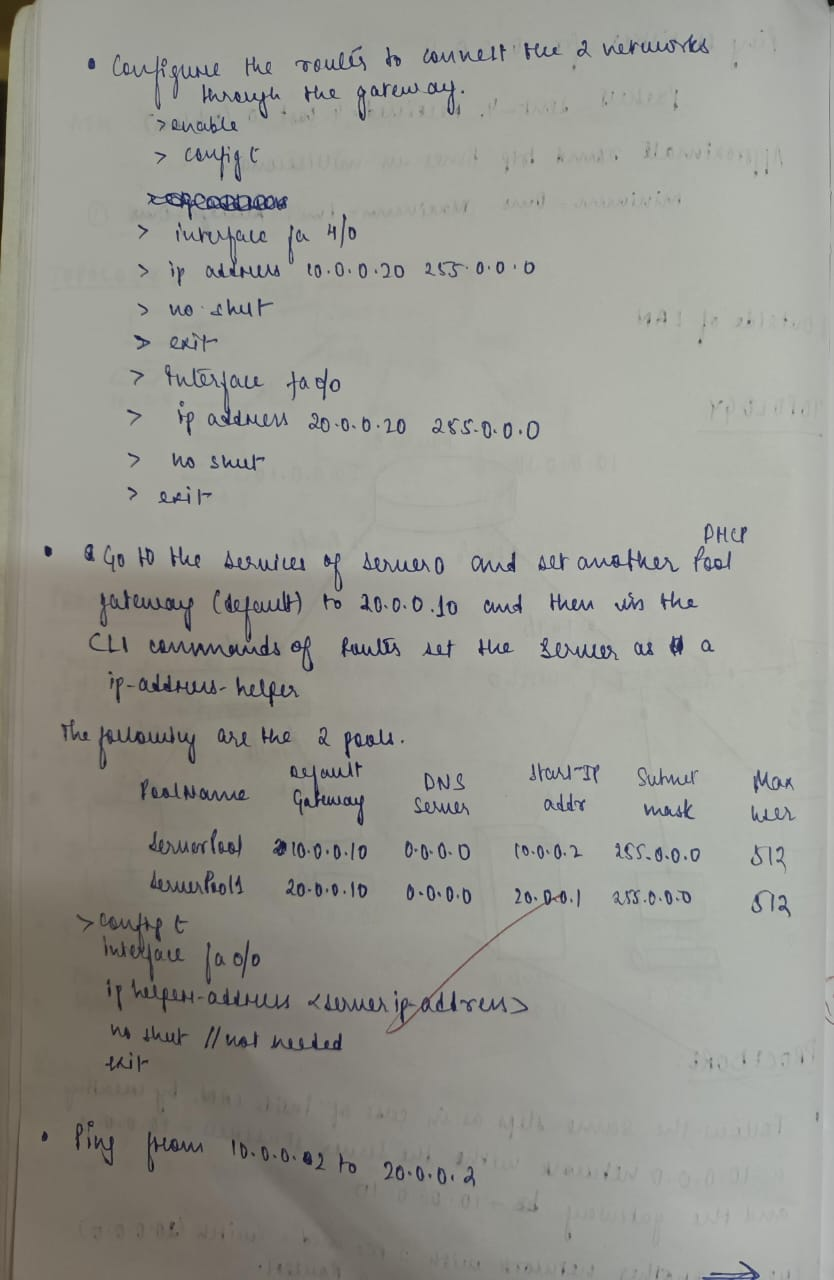 • Configure the router to connect the 2 networks
through the gateway.
> enable
> config t
> interface fa 4/0
> ip address 10.0.0.20 255.0.0.0
> no shut
> exit
> Interface fa0/0
> ip address 20.0.0.20 255.0.0.0
> no shut
> exit
• Go to the services of server0 and set another DHCP Pool
gateway (default) to 20.0.0.10 and then via the
CLI commands of Router set the server as a
ip-address-helper
The following are the 2 pools.
PoolName Default Gateway DNS Server Start-IP addr Subnet mask Max user
ServerPool 10.0.0.10 0.0.0.0 10.0.0.2 255.0.0.0 512
ServerPool1 20.0.0.10 0.0.0.0 20.0.0.1 255.0.0.0 512
> config t
interface fa0/0
ip helper-address <server ip-address>
no shut //not needed
exit
• Ping from 10.0.0.2 to 20.0.0.2